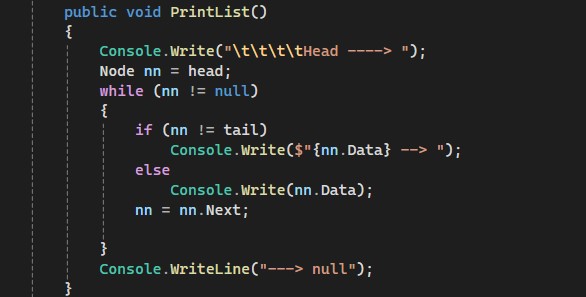 public void PrintList()
{
Console.Write("\t\t\t\tHead ----> ");
Node nn = head;
while (nn != null)
{
if (nn != tail)
Console.Write($"{nn.Data} --> ");
else
Console.Write(nn.Data);
nn = nn.Next;
}
Console.WriteLine("---> null");
}